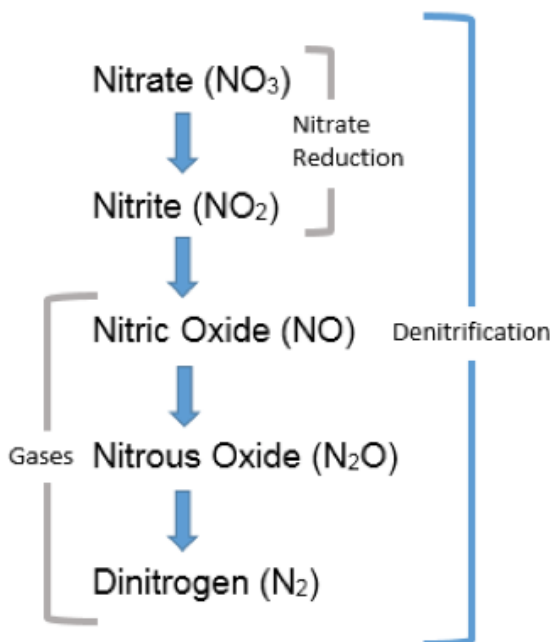 Nitrate (NO₃)
Nitrate
Reduction
Nitrite (NO₂)
Nitric Oxide (NO)
Denitrification
Gases
Nitrous Oxide (N₂O)
Dinitrogen (N₂)